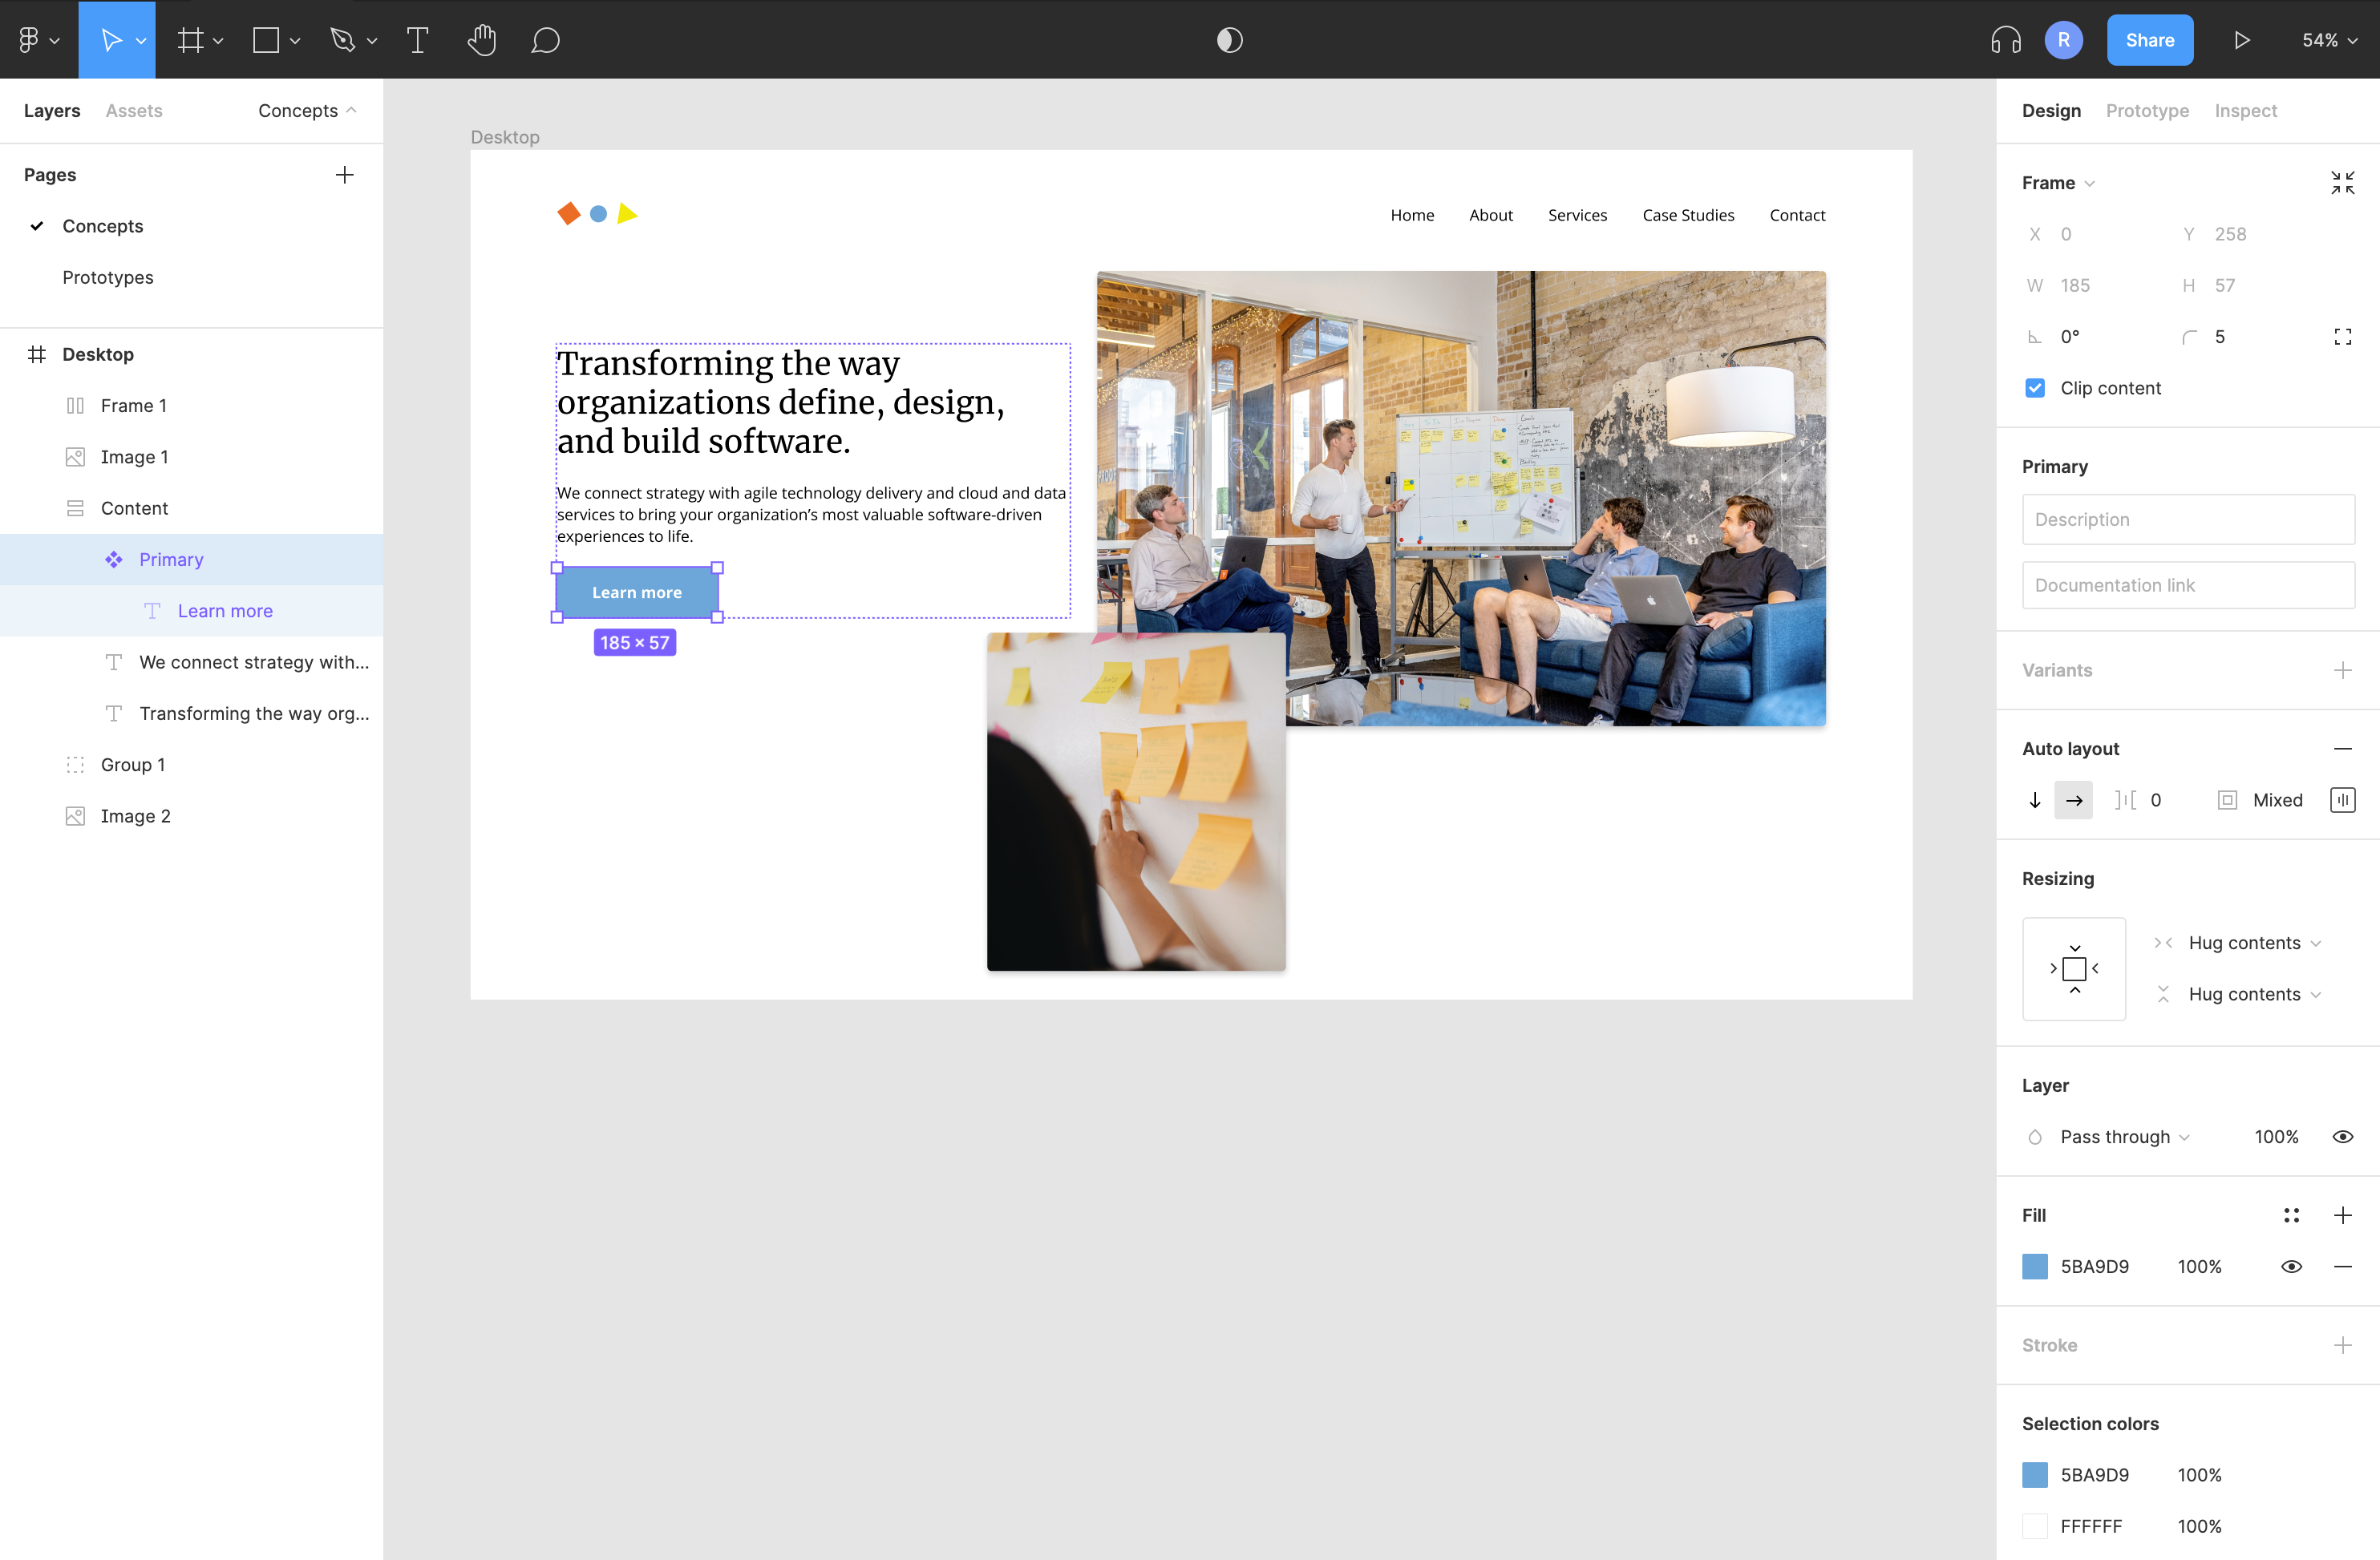 R
Share
54%
Layers
Assets
Concepts
Pages
Concepts
Prototypes
Desktop
Frame 1
Image 1
Content
Primary
Learn more
We connect strategy with...
Transforming the way org...
Group 1
Image 2
Desktop
Home
About
Services
Case Studies
Contact
Transforming the way
organizations define, design,
and build software.
We connect strategy with agile technology delivery and cloud and data
services to bring your organization’s most valuable software-driven
experiences to life.
Learn more
185 × 57
Design
Prototype
Inspect
Frame
X 0
Y 258
W 185
H 57
0°
5
Clip content
Primary
Description
Documentation link
Variants
Auto layout
0
Mixed
Resizing
Hug contents
Hug contents
Layer
Pass through
100%
Fill
5BA9D9
100%
Stroke
Selection colors
5BA9D9
100%
FFFFFF
100%